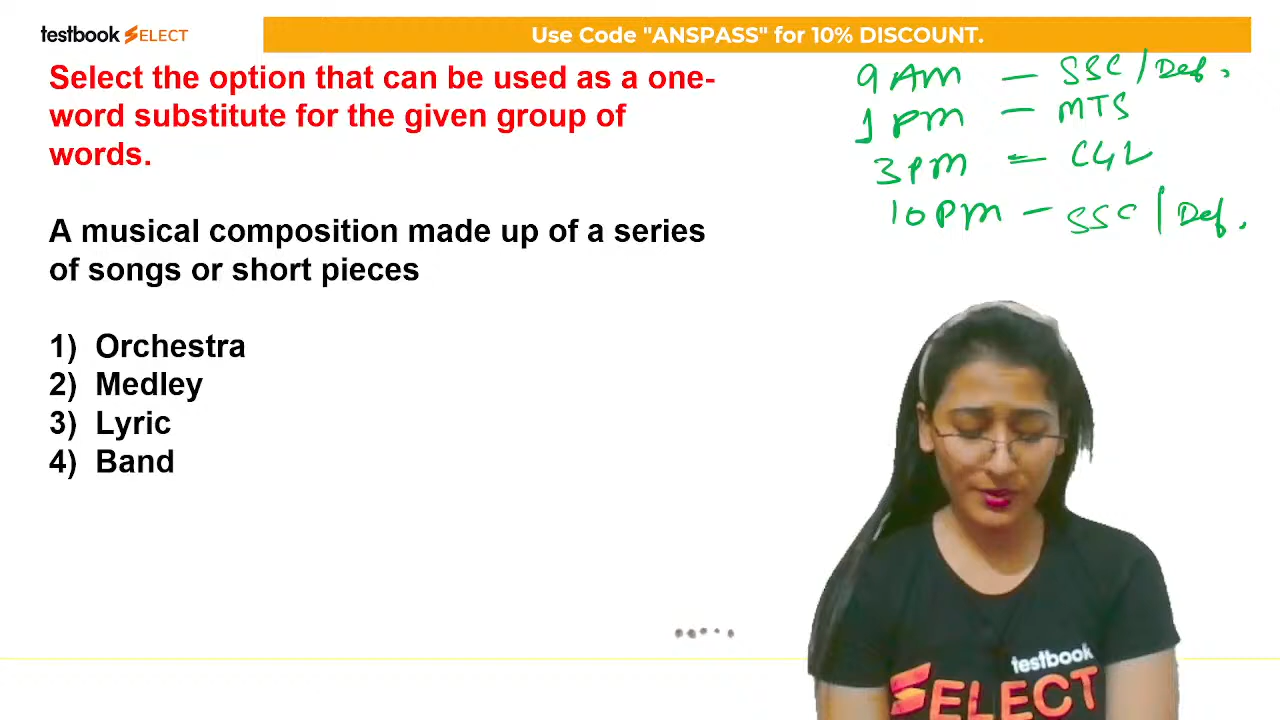 testbook SELECT
Use Code "ANSPASS" for 10% DISCOUNT.
Select the option that can be used as a one-
word substitute for the given group of
words.
A musical composition made up of a series
of songs or short pieces
1) Orchestra
2) Medley
3) Lyric
4) Band
9 AM – SSC / Def.
1 PM – MTS
3 PM – CGL
10 PM – SSC / Def.
testbook
SELECT